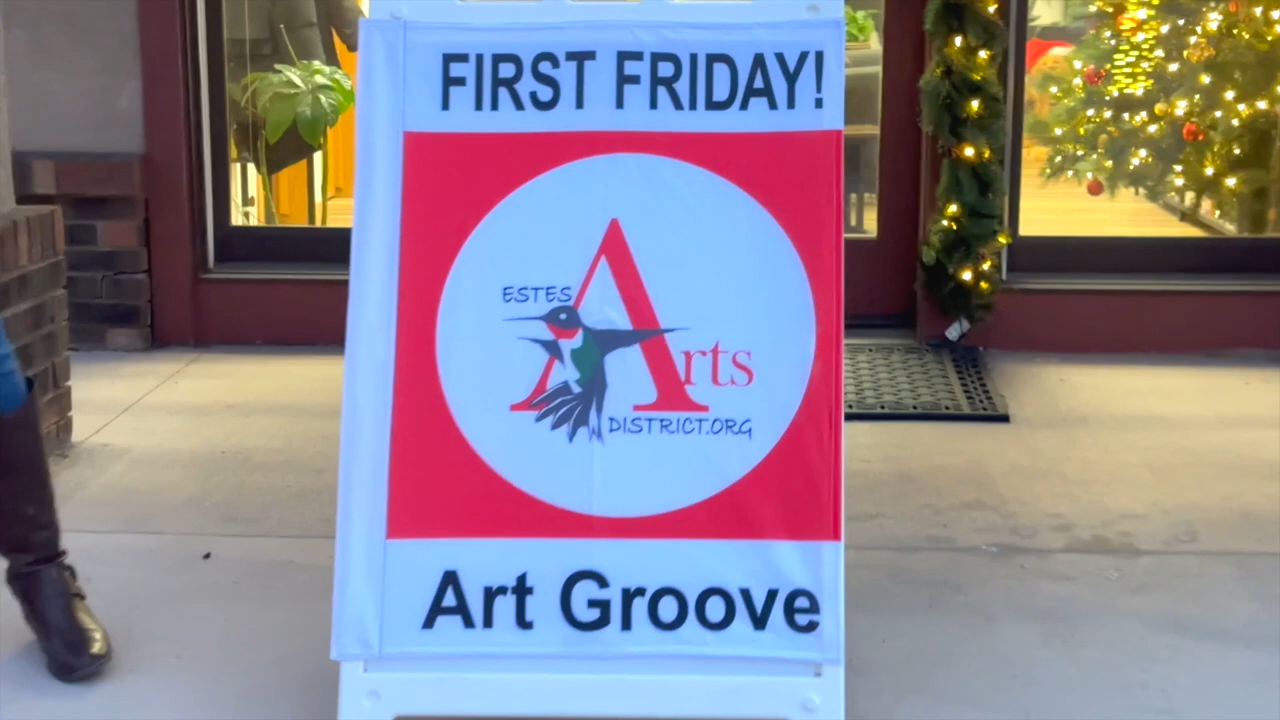 FIRST FRIDAY!
ESTES
Arts
DISTRICT.ORG
Art Groove